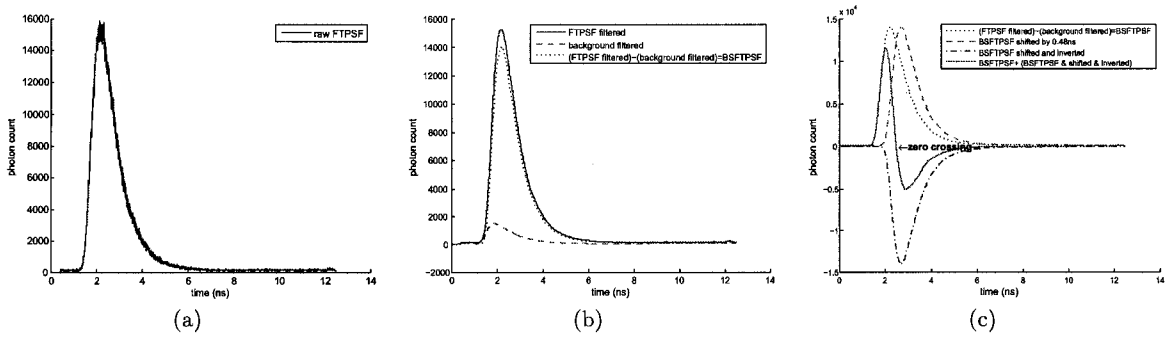 16000
14000
12000
10000
8000
6000
4000
2000
0
0 2 4 6 8 10 12 14
photon count
time (ns)
raw FTPSF
(a)
16000
14000
12000
10000
8000
6000
4000
2000
0
−2000
0 2 4 6 8 10 12 14
photon count
time (ns)
FTPSF filtered
background filtered
(FTPSF filtered)−(background filtered)=BSFTPSF
(b)
x 10⁴
1.5
1
0.5
0
−0.5
−1
−1.5
0 2 4 6 8 10 12 14
photon count
time (ns)
(FTPSF filtered)−(background filtered)=BSFTPSF
BSFTPSF shifted by 0.48ns
BSFTPSF shifted and inverted
BSFTPSF+ (BSFTPSF & shifted & inverted)
←zero crossing
(c)